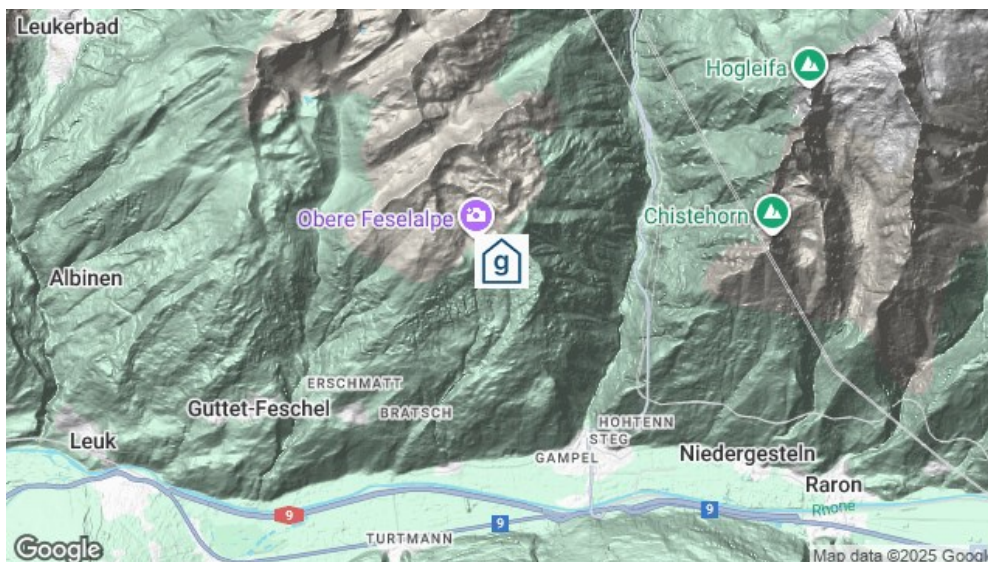 Leukerbad
Hogleifa
Obere Feselalpe
Chistehorn
g
Albinen
ERSCHMATT
Guttet-Feschel
BRATSCH
HOHTENN
Leuk
STEG
GAMPEL
Niedergesteln
Raron
Rhone
9
9
9
TURTMANN
Google
Map data ©2025 Google